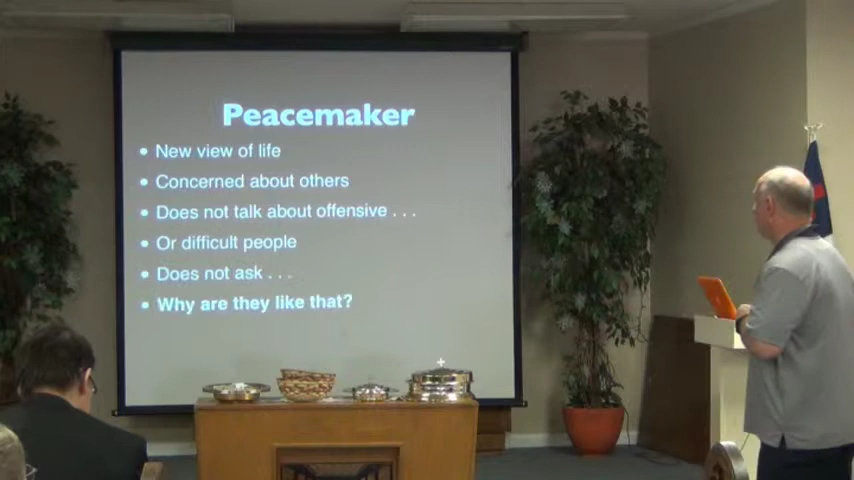 Peacemaker
• New view of life
• Concerned about others
• Does not talk about offensive . . .
• Or difficult people
• Does not ask . . .
• Why are they like that?